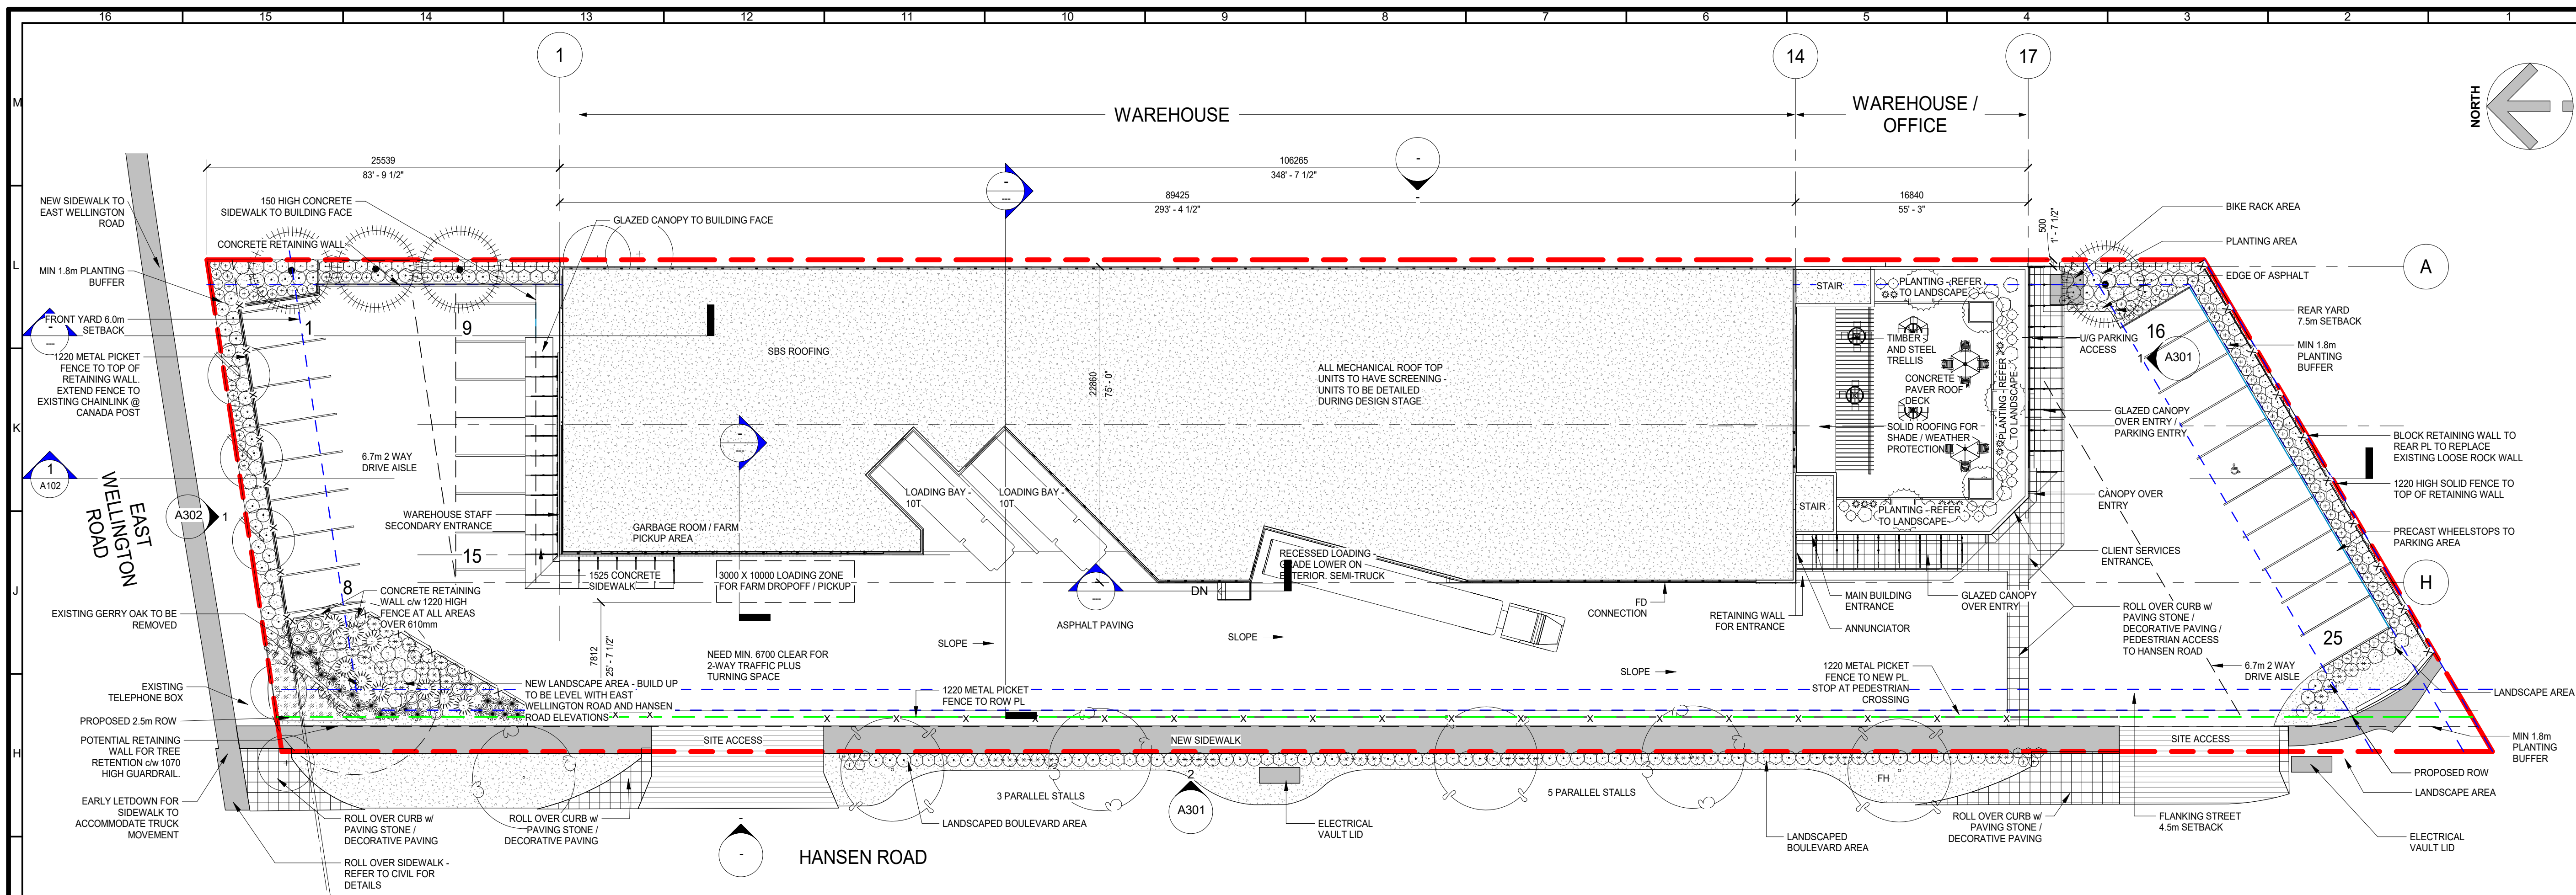 16 15 14 13 12 11 10 9 8 7 6 5 4 3 2 1
M
L
K
J
H
1
14
17
NORTH
WAREHOUSE
WAREHOUSE /
OFFICE
25539
83' - 9 1/2"
106265
348' - 7 1/2"
89425
293' - 4 1/2"
16840
55' - 3"
500
1' - 7 1/2"
-
-
-
---
NEW SIDEWALK TO
EAST WELLINGTON
ROAD
150 HIGH CONCRETE
SIDEWALK TO BUILDING FACE
GLAZED CANOPY TO BUILDING FACE
CONCRETE RETAINING WALL
MIN 1.8m PLANTING
BUFFER
FRONT YARD 6.0m
SETBACK
-
---
1220 METAL PICKET
FENCE TO TOP OF
RETAINING WALL.
EXTEND FENCE TO
EXISTING CHAINLINK @
CANADA POST
1
A102
EAST
WELLINGTON
ROAD
A302
1
1
9
15
8
6.7m 2 WAY
DRIVE AISLE
WAREHOUSE STAFF
SECONDARY ENTRANCE
SBS ROOFING
-
---
GARBAGE ROOM / FARM
PICKUP AREA
LOADING BAY -
10T
LOADING BAY -
10T
22860
75' - 0"
ALL MECHANICAL ROOF TOP
UNITS TO HAVE SCREENING -
UNITS TO BE DETAILED
DURING DESIGN STAGE
RECESSED LOADING -
GRADE LOWER ON
EXTERIOR. SEMI-TRUCK
STAIR
PLANTING - REFER
TO LANDSCAPE
TIMBER
AND STEEL
TRELLIS
CONCRETE
PAVER ROOF
DECK
SOLID ROOFING FOR
SHADE / WEATHER
PROTECTION
PLANTING - REFER
TO LANDSCAPE
STAIR
PLANTING - REFER
TO LANDSCAPE
BIKE RACK AREA
PLANTING AREA
EDGE OF ASPHALT
A
REAR YARD
7.5m SETBACK
U/G PARKING
ACCESS
16
1
A301
MIN 1.8m
PLANTING
BUFFER
GLAZED CANOPY
OVER ENTRY /
PARKING ENTRY
BLOCK RETAINING WALL TO
REAR PL TO REPLACE
EXISTING LOOSE ROCK WALL
1220 HIGH SOLID FENCE TO
TOP OF RETAINING WALL
CANOPY OVER
ENTRY
PRECAST WHEELSTOPS TO
PARKING AREA
CLIENT SERVICES
ENTRANCE
H
1525 CONCRETE
SIDEWALK
3000 X 10000 LOADING ZONE
FOR FARM DROPOFF / PICKUP
---
DN
ASPHALT PAVING
FD
CONNECTION
RETAINING WALL
FOR ENTRANCE
MAIN BUILDING
ENTRANCE
ANNUNCIATOR
GLAZED CANOPY
OVER ENTRY
ROLL OVER CURB w/
PAVING STONE /
DECORATIVE PAVING /
PEDESTRIAN ACCESS
TO HANSEN ROAD
25
6.7m 2 WAY
DRIVE AISLE
LANDSCAPE AREA
CONCRETE RETAINING
WALL c/w 1220 HIGH
FENCE AT ALL AREAS
OVER 610mm
EXISTING GERRY OAK TO BE
REMOVED
7812
25' - 7 1/2"
NEED MIN. 6700 CLEAR FOR
2-WAY TRAFFIC PLUS
TURNING SPACE
SLOPE
SLOPE
SLOPE
1220 METAL PICKET
FENCE TO NEW PL.
STOP AT PEDESTRIAN
CROSSING
EXISTING
TELEPHONE BOX
NEW LANDSCAPE AREA - BUILD UP
TO BE LEVEL WITH EAST
WELLINGTON ROAD AND HANSEN
ROAD ELEVATIONS
1220 METAL PICKET
FENCE TO ROW PL
PROPOSED 2.5m ROW
POTENTIAL RETAINING
WALL FOR TREE
RETENTION c/w 1070
HIGH GUARDRAIL.
SITE ACCESS
NEW SIDEWALK
SITE ACCESS
MIN 1.8m
PLANTING
BUFFER
PROPOSED ROW
LANDSCAPE AREA
EARLY LETDOWN FOR
SIDEWALK TO
ACCOMMODATE TRUCK
MOVEMENT
ROLL OVER CURB w/
PAVING STONE /
DECORATIVE PAVING
ROLL OVER CURB w/
PAVING STONE /
DECORATIVE PAVING
-
-
LANDSCAPED BOULEVARD AREA
3 PARALLEL STALLS
2
A301
ELECTRICAL
VAULT LID
5 PARALLEL STALLS
FH
LANDSCAPED
BOULEVARD AREA
ROLL OVER CURB w/
PAVING STONE /
DECORATIVE PAVING
FLANKING STREET
4.5m SETBACK
ELECTRICAL
VAULT LID
HANSEN ROAD
ROLL OVER SIDEWALK -
REFER TO CIVIL FOR
DETAILS